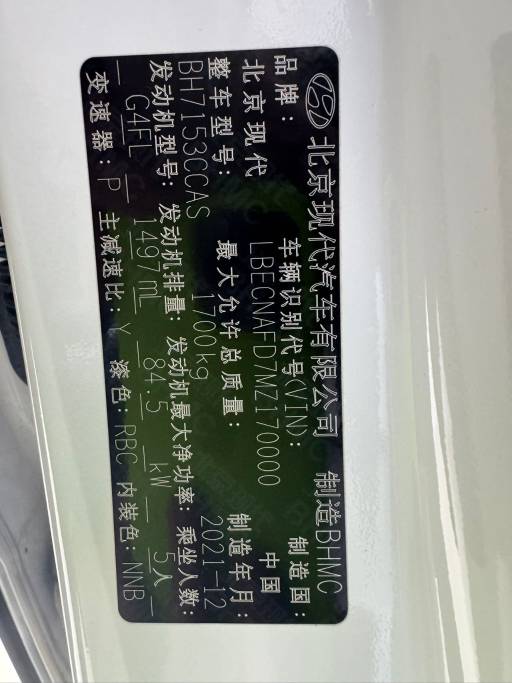 北京现代汽车有限公司 制造BHMC
品牌: 车辆识别代号(VIN): 制造国:
北京现代 LBECNAFD7MZ170000 中国
整车型号: 最大允许总质量: 制造年月:
BH7153CCAS 1700kg 2021-12
发动机型号: 发动机排量: 发动机最大净功率: 乘坐人数:
G4FL 1497mL 84.5 kW 5人
变速器: P 主减速比: Y 漆色: RBC 内装色: NNB